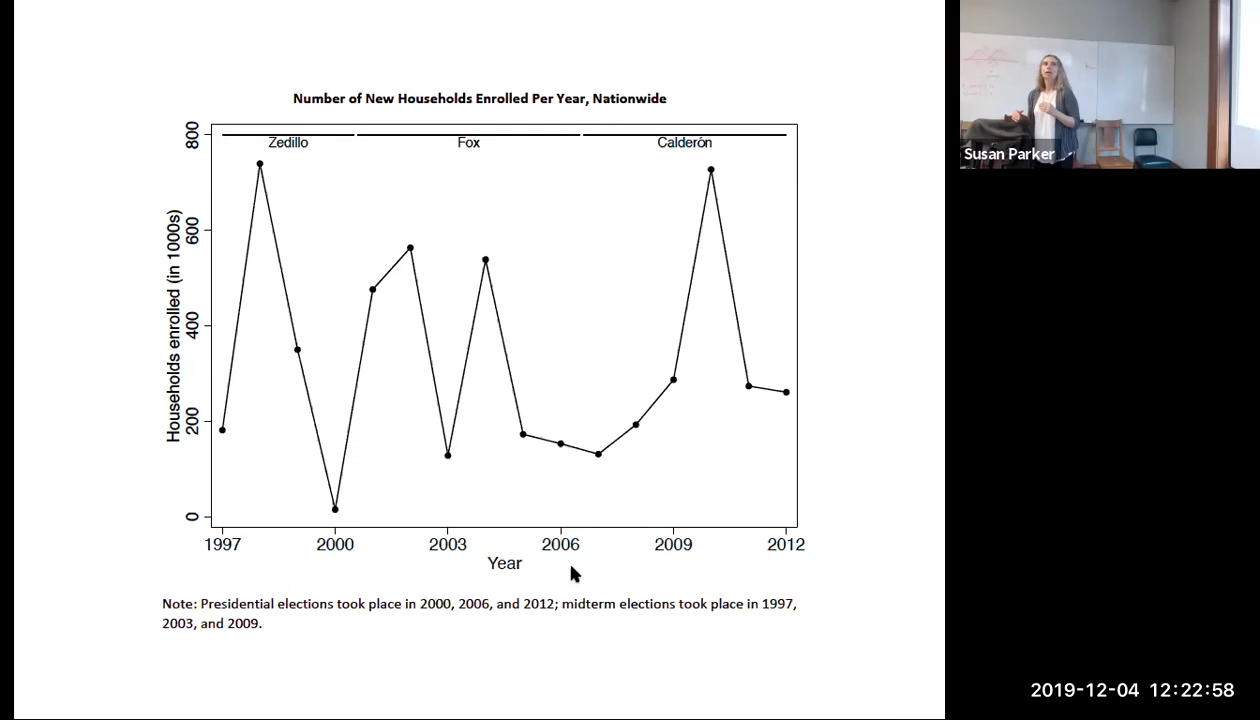 Number of New Households Enrolled Per Year, Nationwide
Zedillo Fox Calderón
Households enrolled (in 1000s)
800
600
400
200
0
1997 2000 2003 2006 2009 2012
Year
Note: Presidential elections took place in 2000, 2006, and 2012; midterm elections took place in 1997,
2003, and 2009.
Susan Parker
2019-12-04 12:22:58